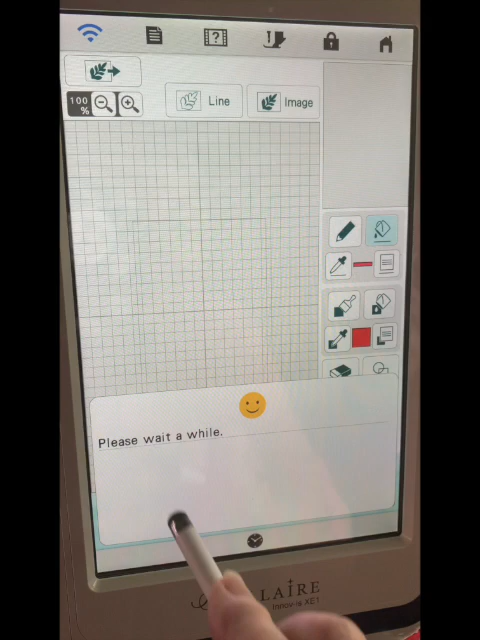 100
%
Line
Image
Please wait a while.
LAIRE
Innov-is XE1